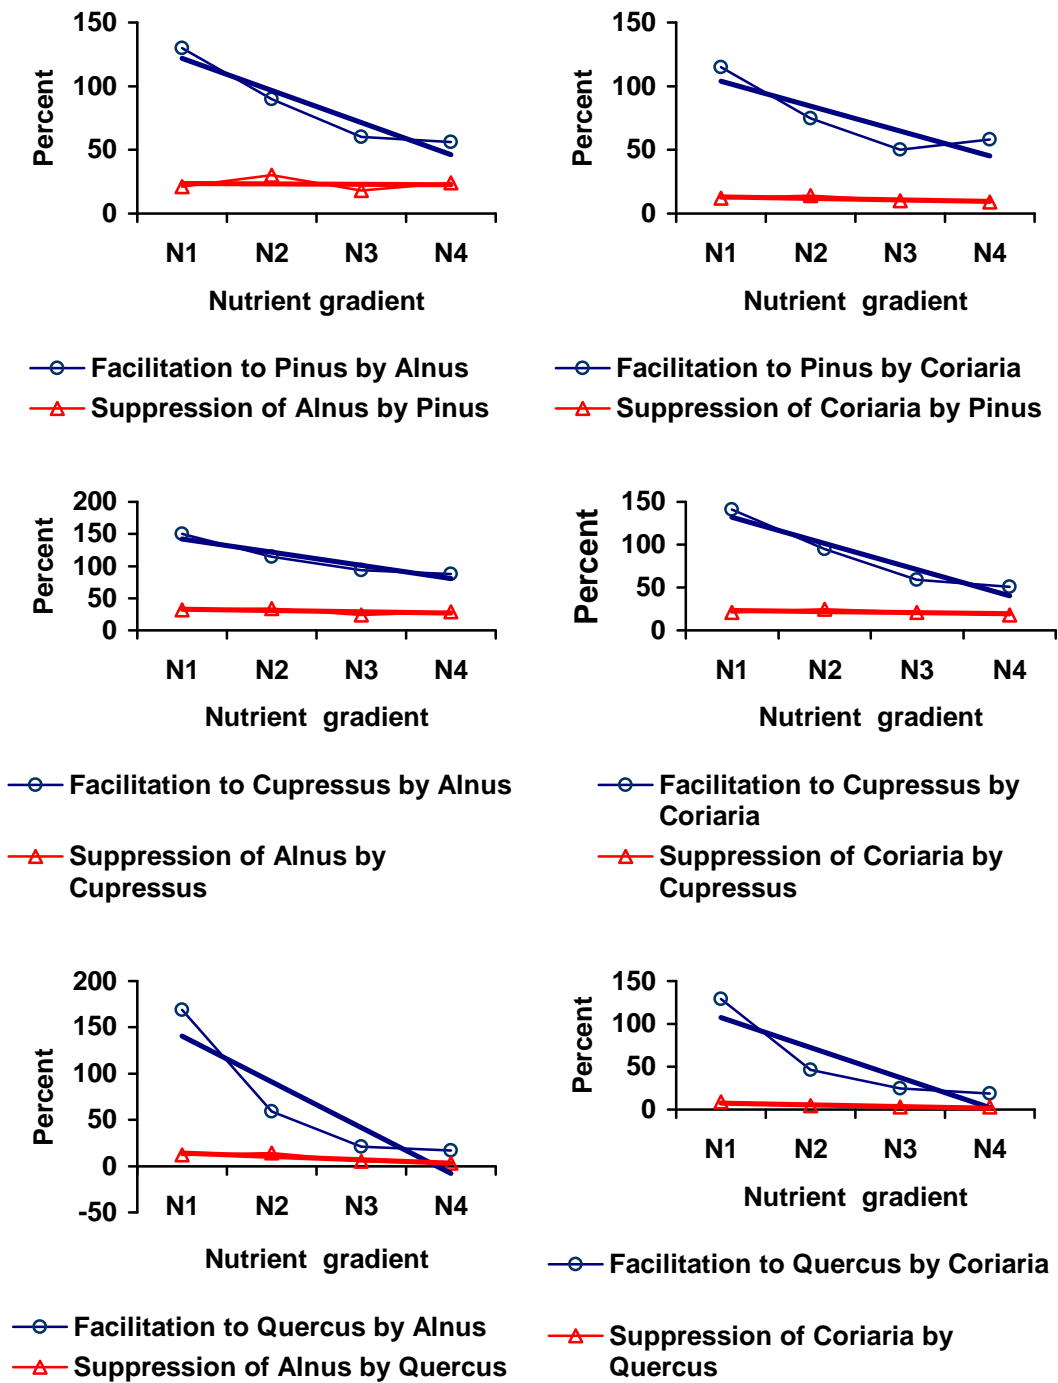 150
100
50
0
Percent
N1 N2 N3 N4
Nutrient gradient
Facilitation to Pinus by Alnus
Suppression of Alnus by Pinus
150
100
50
0
Percent
N1 N2 N3 N4
Nutrient gradient
Facilitation to Pinus by Coriaria
Suppression of Coriaria by Pinus
200
150
100
50
0
Percent
N1 N2 N3 N4
Nutrient gradient
Facilitation to Cupressus by Alnus
Suppression of Alnus by
Cupressus
150
100
50
0
Percent
N1 N2 N3 N4
Nutrient gradient
Facilitation to Cupressus by
Coriaria
Suppression of Coriaria by
Cupressus
200
150
100
50
0
-50
Percent
N1 N2 N3 N4
Nutrient gradient
Facilitation to Quercus by Alnus
Suppression of Alnus by Quercus
150
100
50
0
Percent
N1 N2 N3 N4
Nutrient gradient
Facilitation to Quercus by Coriaria
Suppression of Coriaria by
Quercus